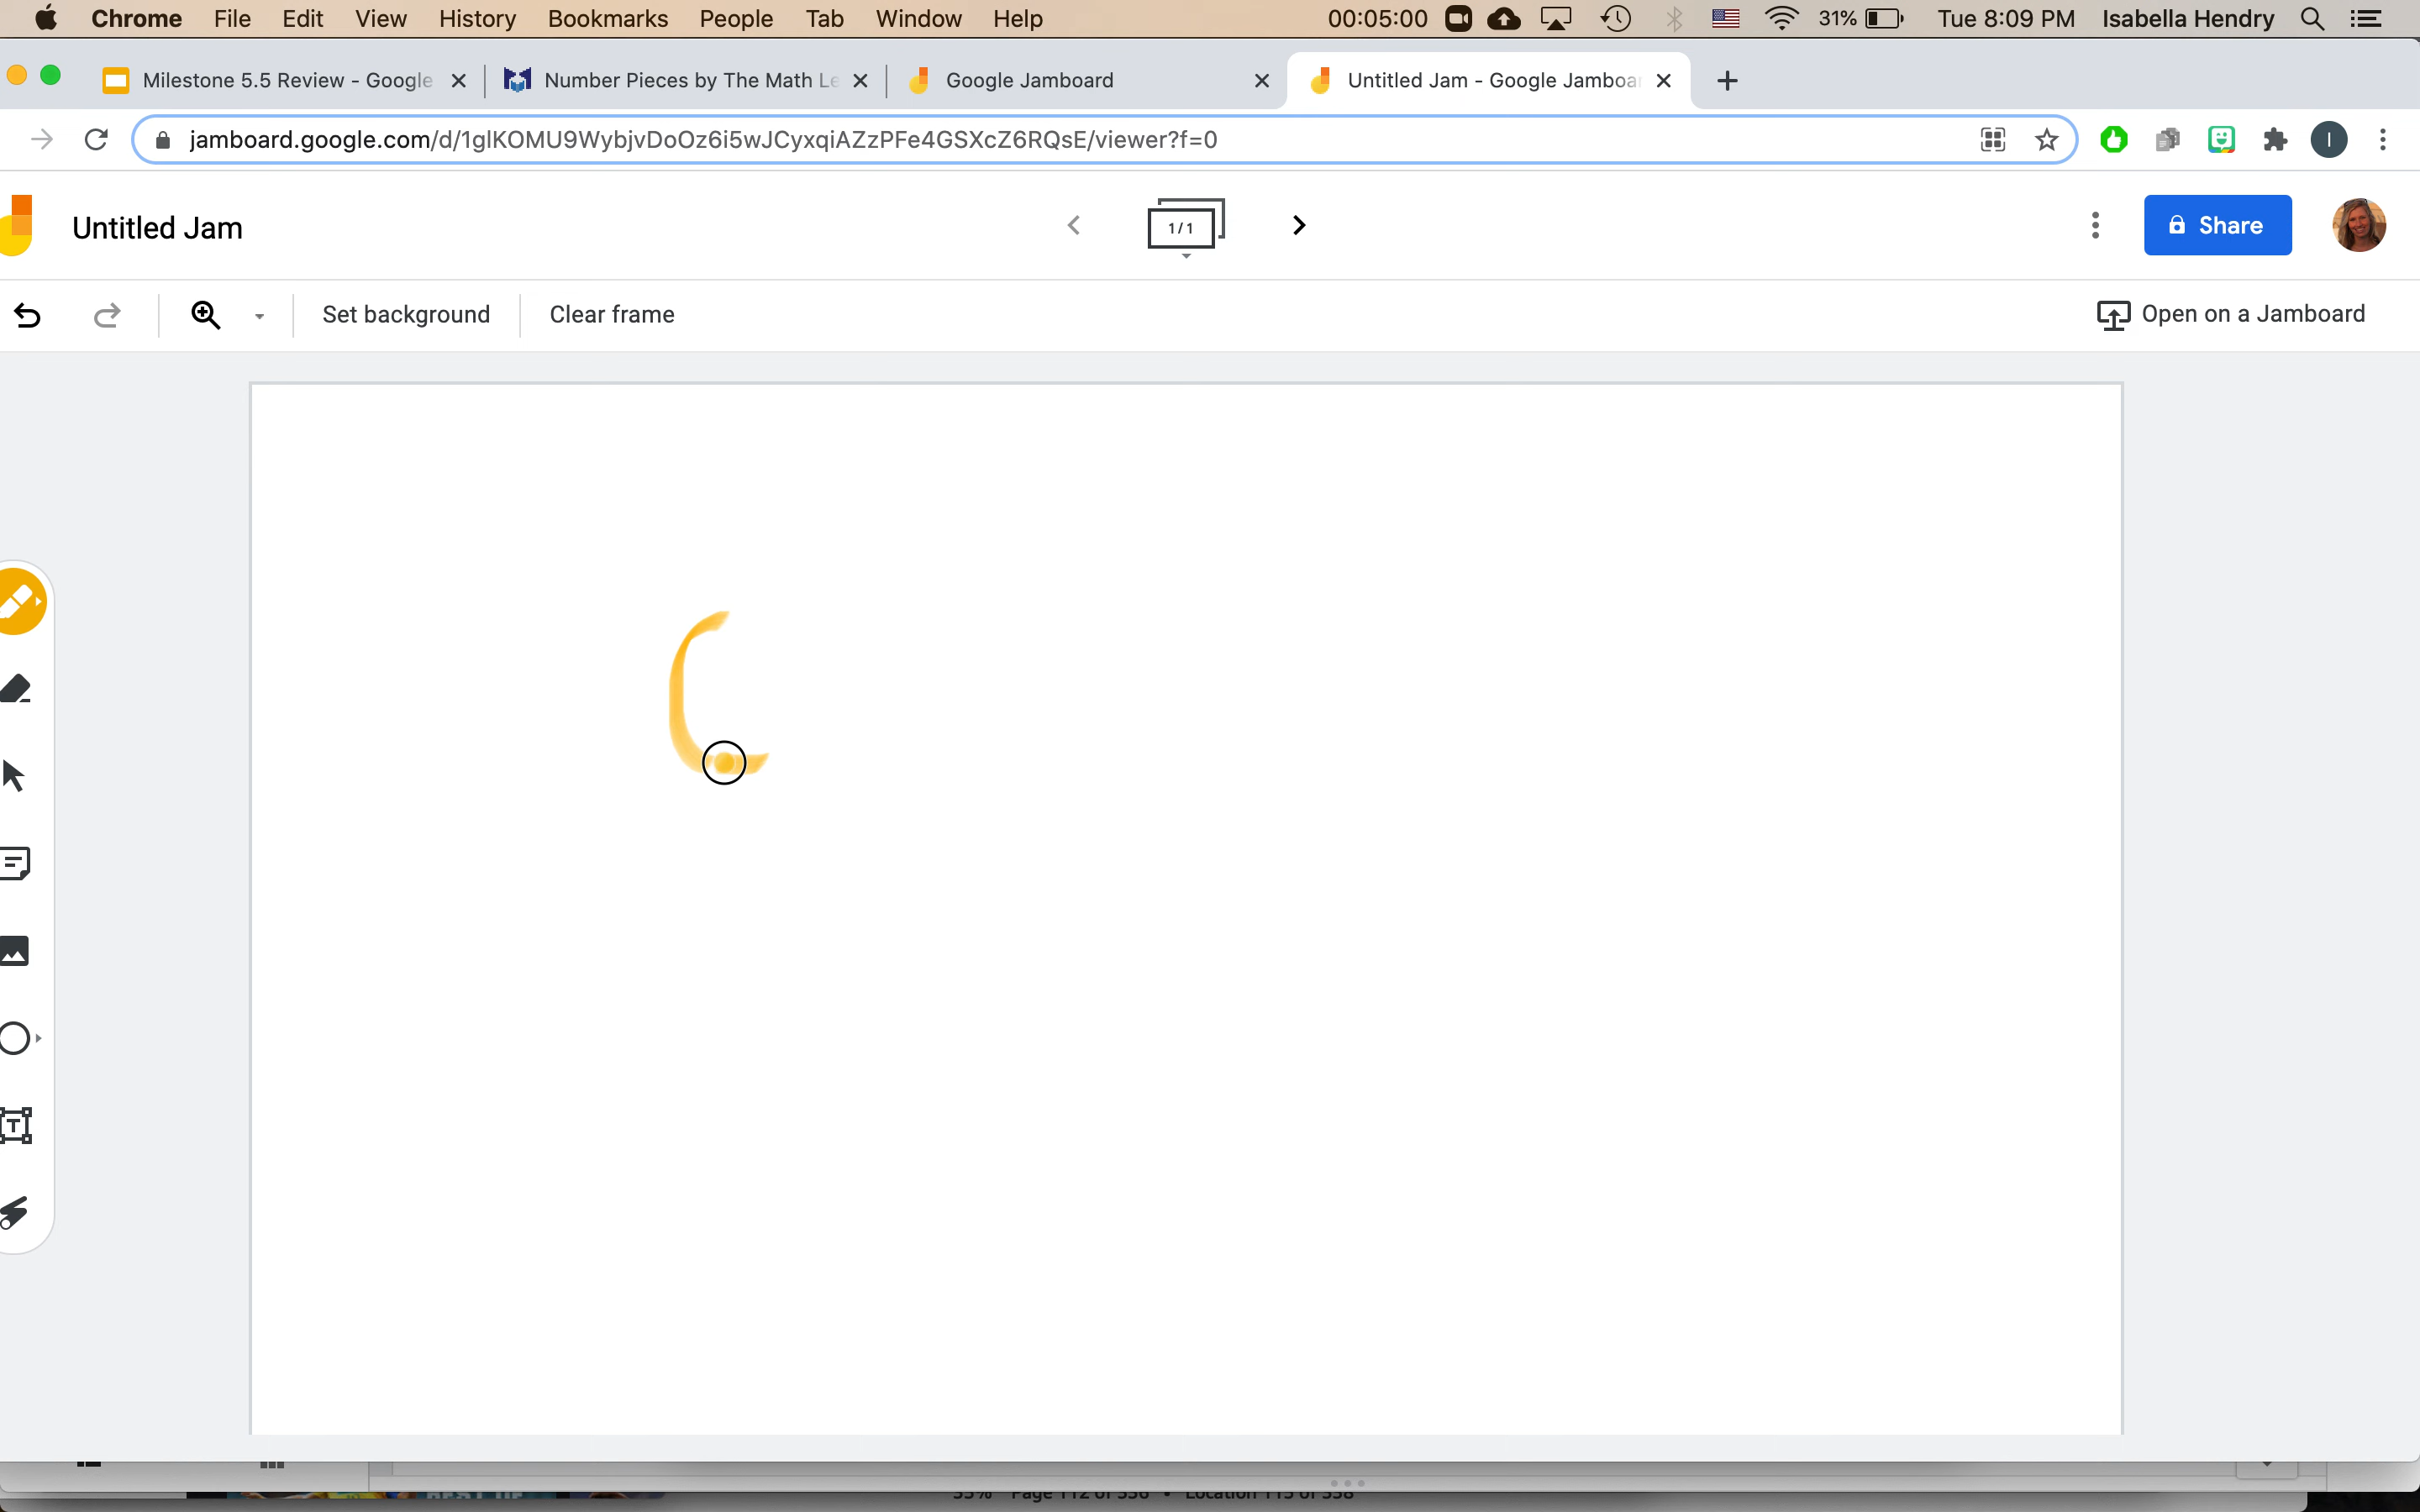 Chrome File Edit View History Bookmarks People Tab Window Help 00:05:00 31% Tue 8:09 PM Isabella Hendry
Milestone 5.5 Review - Google Number Pieces by The Math Le Google Jamboard Untitled Jam - Google Jamboar
jamboard.google.com/d/1glKOMU9WybjvDoOz6i5wJCyxqiAZzPFe4GSXcZ6RQsE/viewer?f=0 I
Untitled Jam 1/1 Share
Set background Clear frame Open on a Jamboard
T